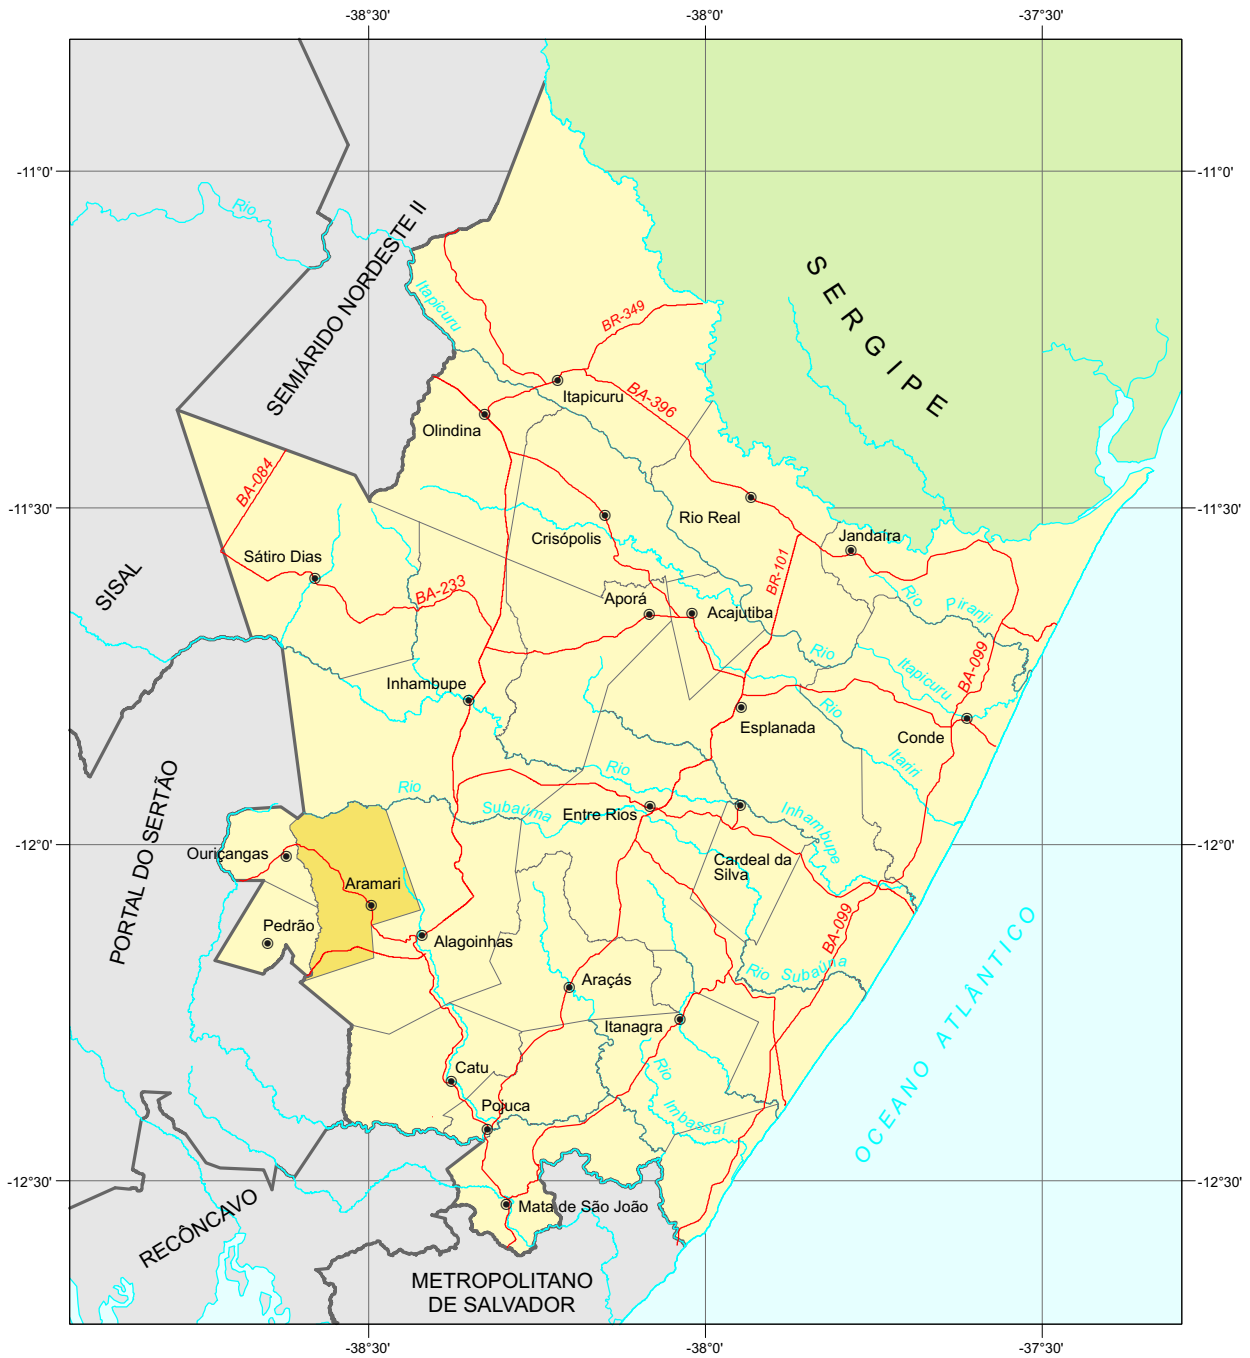 -38°30'
-38°0'
-37°30'
-11°0'
-11°0'
Rio
SEMIÁRIDO NORDESTE II
Itapicuru
BR-349
SERGIPE
Itapicuru
BA-396
Olindina
BA-084
-11°30'
-11°30'
Rio Real
Crisópolis
Jandaíra
Sátiro Dias
BR-101
SISAL
BA-233
Aporá
Acajutiba
Rio
Piranji
Rio
Itapicuru
BA-099
Inhambupe
Rio
Esplanada
Conde
Itariri
PORTAL DO SERTÃO
Rio
Rio
Subaúma
Entre Rios
Inhambupe
-12°0'
-12°0'
Ouriçangas
Cardeal da
Silva
Aramari
Pedrão
Alagoinhas
BA-099
Rio
Subaúna
OCEANO ATLÂNTICO
Araçás
Itanagra
Catu
Rio
Pojuca
Imbassai
-12°30'
-12°30'
Mata de São João
RECÔNCAVO
METROPOLITANO
DE SALVADOR
-38°30'
-38°0'
-37°30'